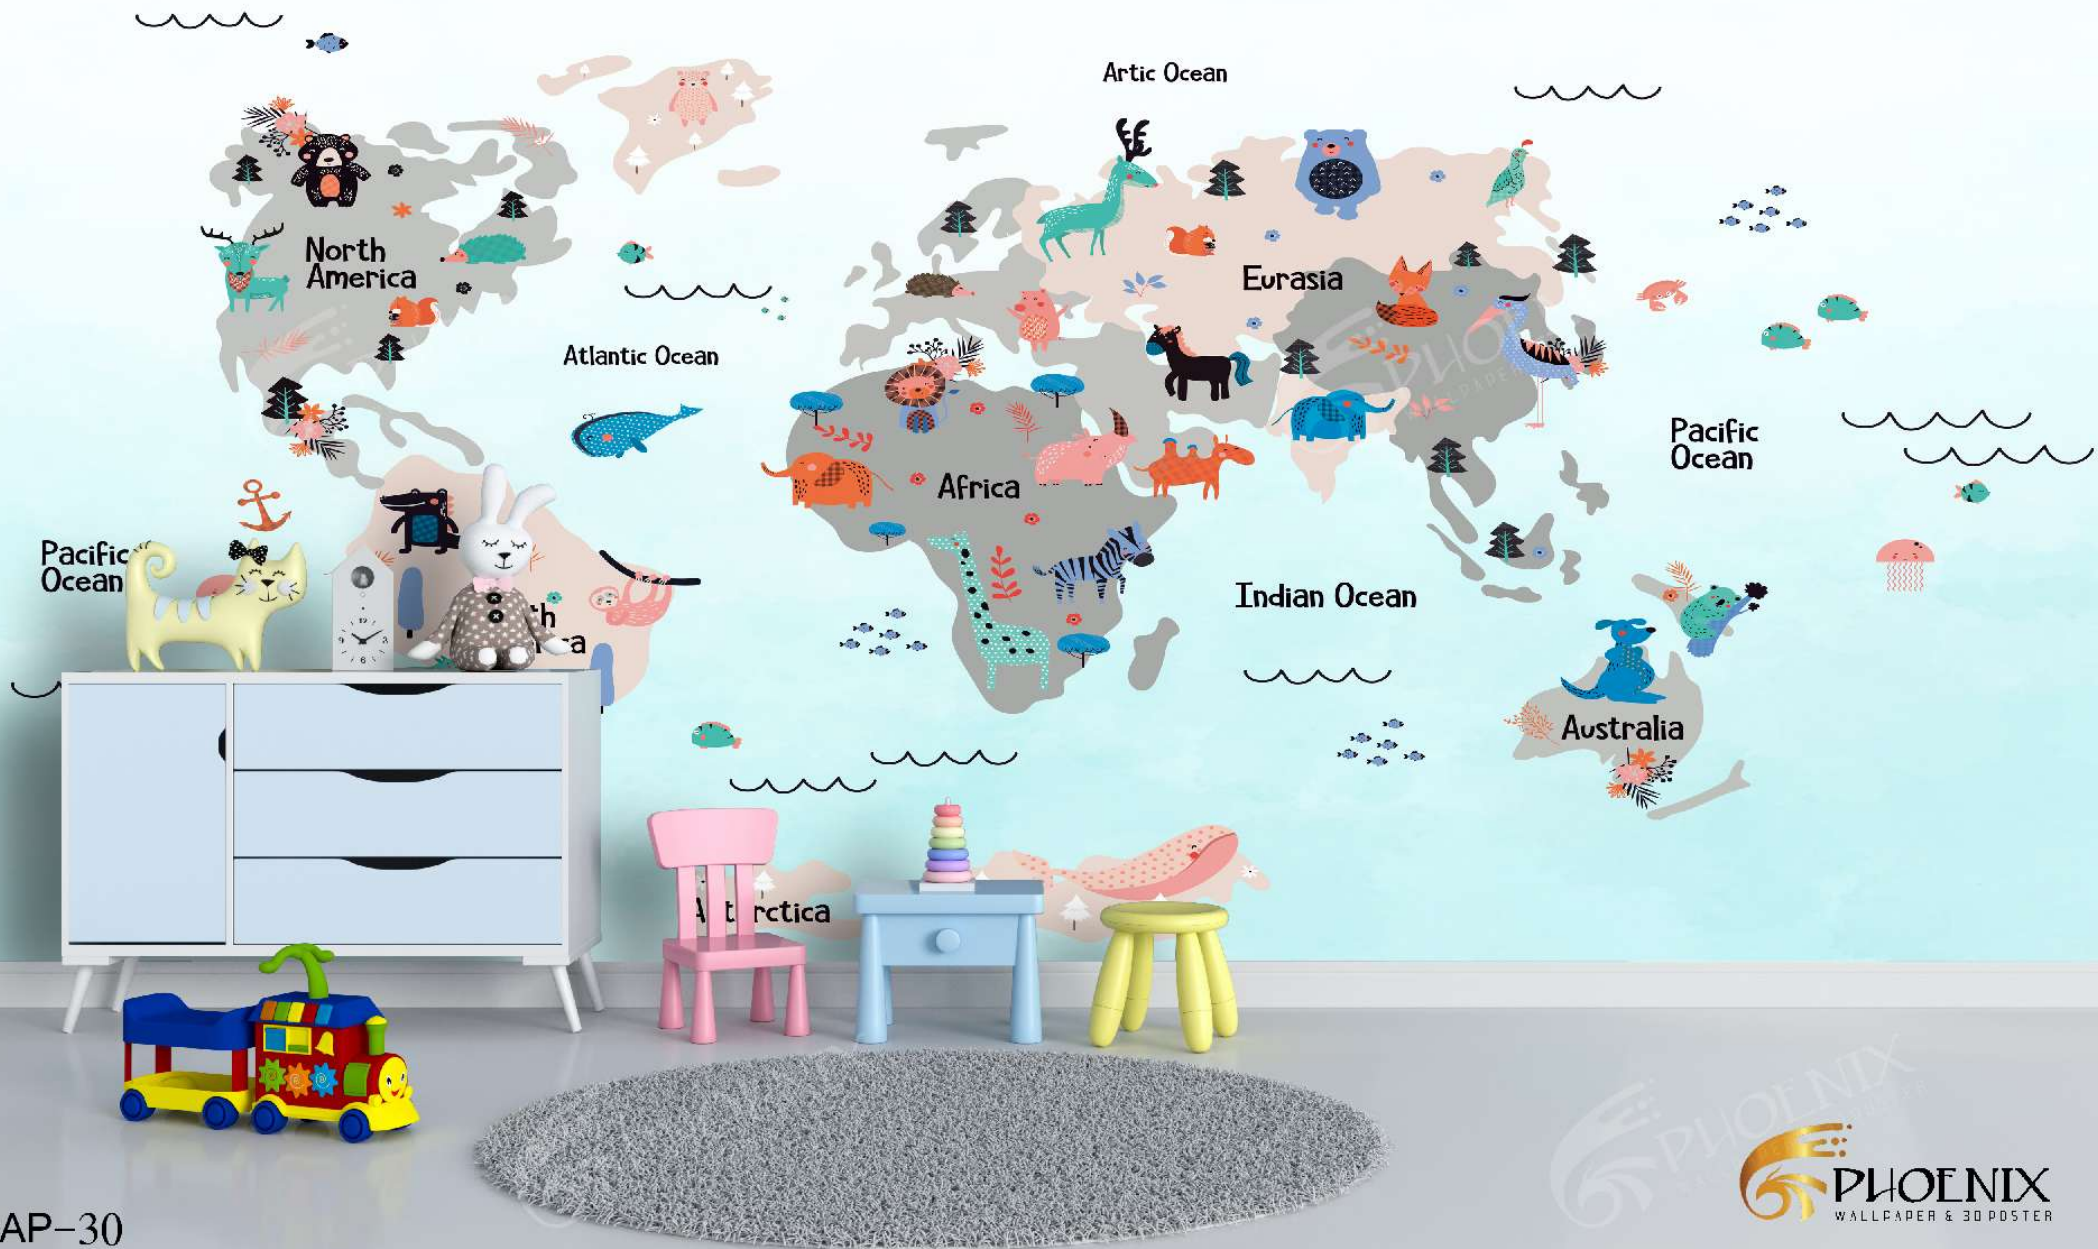 Artic Ocean
North
America
Eurasia
Atlantic Ocean
Pacific
Ocean
Africa
Pacific
Ocean
Indian Ocean
Australia
PHOENIX
WALLPAPER & 3D POSTER
AP-30